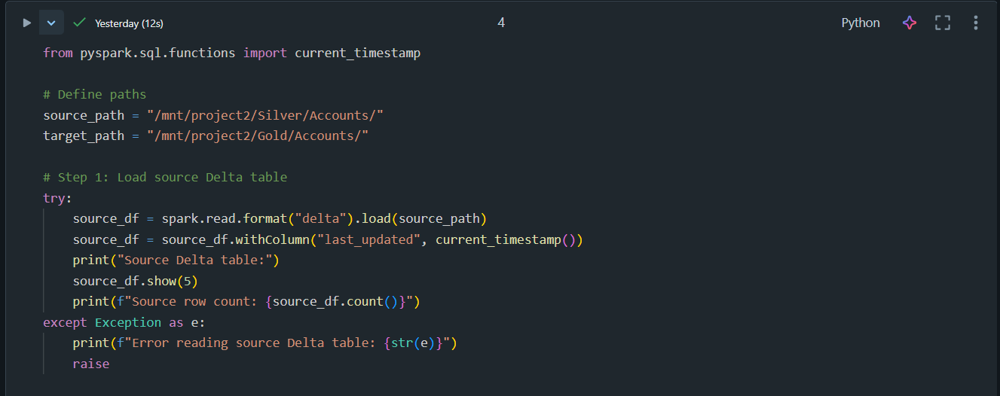 Yesterday (12s)
4
Python
from pyspark.sql.functions import current_timestamp
# Define paths
source_path = "/mnt/project2/Silver/Accounts/"
target_path = "/mnt/project2/Gold/Accounts/"
# Step 1: Load source Delta table
try:
    source_df = spark.read.format("delta").load(source_path)
    source_df = source_df.withColumn("last_updated", current_timestamp())
    print("Source Delta table:")
    source_df.show(5)
    print(f"Source row count: {source_df.count()}")
except Exception as e:
    print(f"Error reading source Delta table: {str(e)}")
    raise